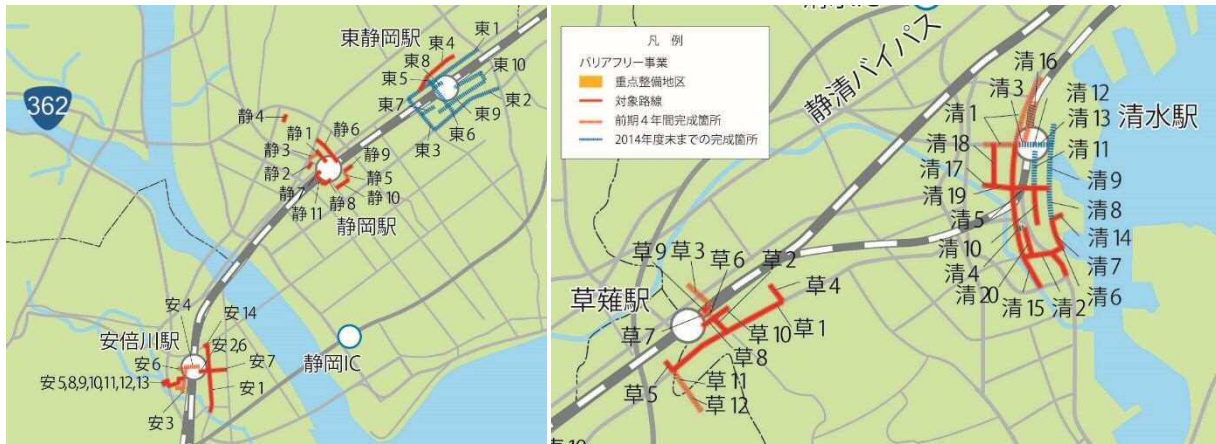 362
東静岡駅
東1
東4
東8
東5
東10
東2
東7
東9
東6
東3
静4
静1
静6
静3
静9
静2
静5
静7
静10
静8
静11
静岡駅
安4
安14
安倍川駅
安2,6
安6
安7
安5,8,9,10,11,12,13
安1
安3
静岡IC
凡 例
バリアフリー事業
重点整備地区
対象路線
前期4年間完成箇所
2014年度末までの完成箇所
静清バイパス
清16
清3
清12
清1
清13
清水駅
清18
清11
清17
清9
清19
清8
清5
清14
清10
清7
清4
清6
清20
清2
清15
草3
草9
草6
草2
草薙駅
草4
草7
草10
草1
草8
草5
草11
草12